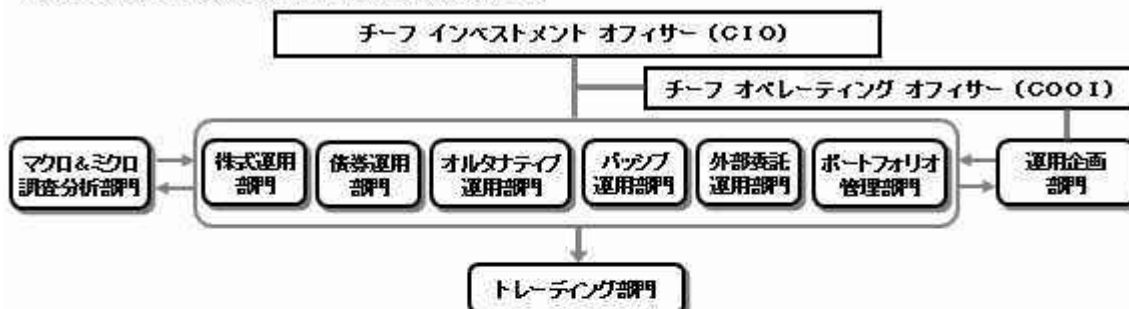 チーフ インベストメント オフィサー（CIO）
チーフ オペレーティング オフィサー（COOI）
マクロ＆ミクロ
調査分析部門
株式運用
部門
債券運用
部門
オルタナティブ
運用部門
パッシブ
運用部門
外部委託
運用部門
ポートフォリオ
管理部門
運用企画
部門
トレーディング部門